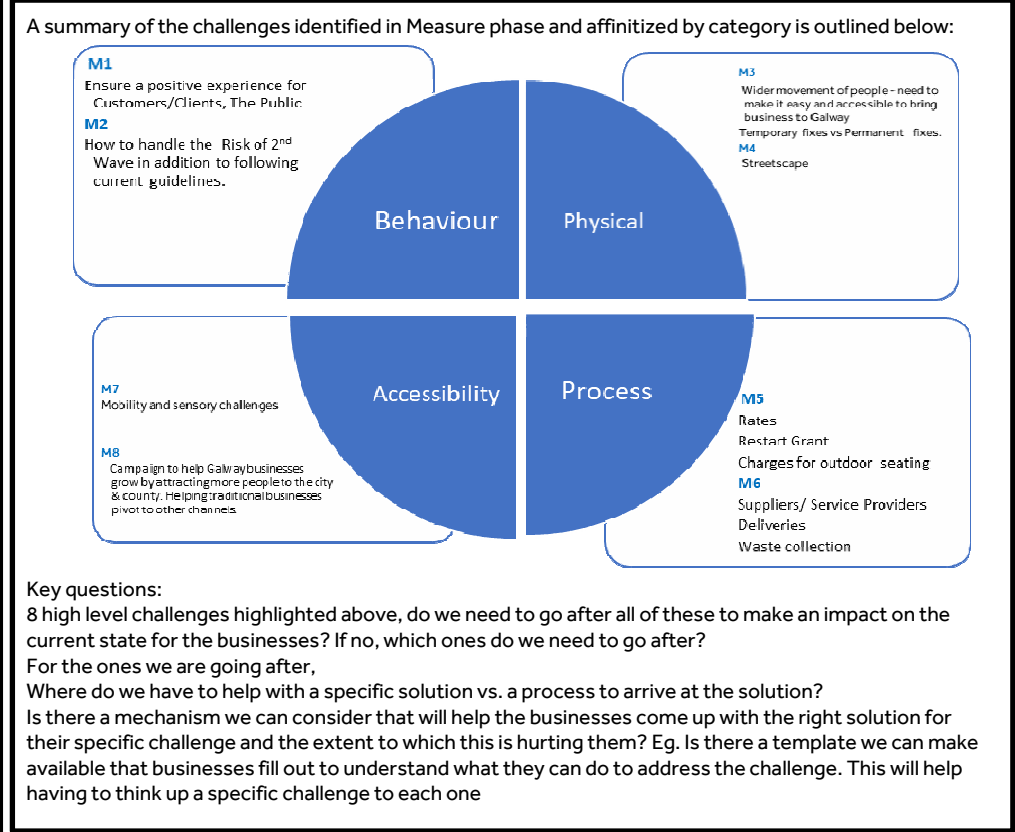 A summary of the challenges identified in Measure phase and affinitized by category is outlined below:
M1
Ensure a positive experience for
Customers/Clients, The Public
M2
How to handle the Risk of 2nd
Wave in addition to following
current guidelines.
Behaviour
M3
Wider movement of people - need to
make it easy and accessible to bring
business to Galway
Temporary fixes vs Permanent fixes.
M4
Streetscape
Physical
M7
Mobility and sensory challenges
M8
Campaign to help Galway businesses
grow by attracting more people to the city
& county. Helping traditional businesses
pivot to other channels.
Accessibility
Process
M5
Rates
Restart Grant
Charges for outdoor seating
M6
Suppliers/ Service Providers
Deliveries
Waste collection
Key questions:
8 high level challenges highlighted above, do we need to go after all of these to make an impact on the
current state for the businesses? If no, which ones do we need to go after?
For the ones we are going after,
Where do we have to help with a specific solution vs. a process to arrive at the solution?
Is there a mechanism we can consider that will help the businesses come up with the right solution for
their specific challenge and the extent to which this is hurting them? Eg. Is there a template we can make
available that businesses fill out to understand what they can do to address the challenge. This will help
having to think up a specific challenge to each one